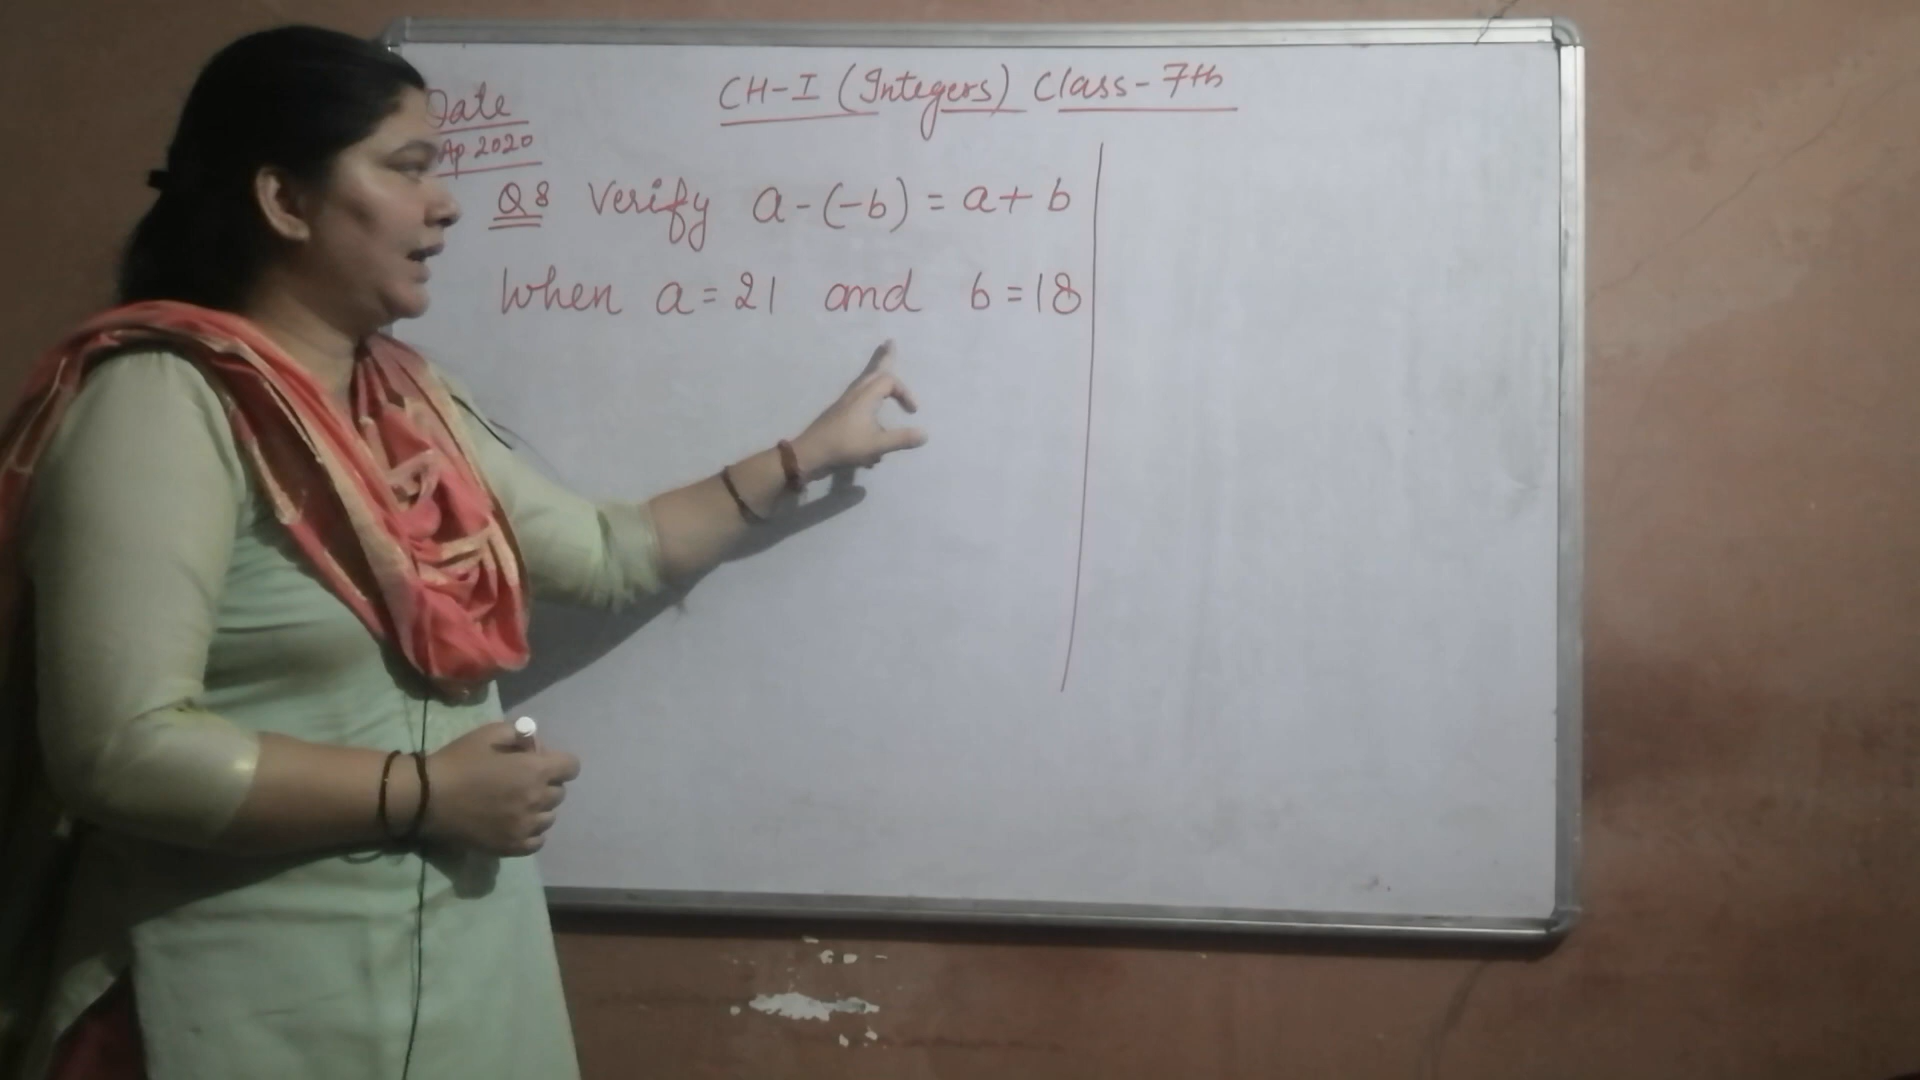 CH-I (Integers) Class-7th
Date
Ap 2020
Q8 Verify a-(-b) = a+b
When a=21 and b=18